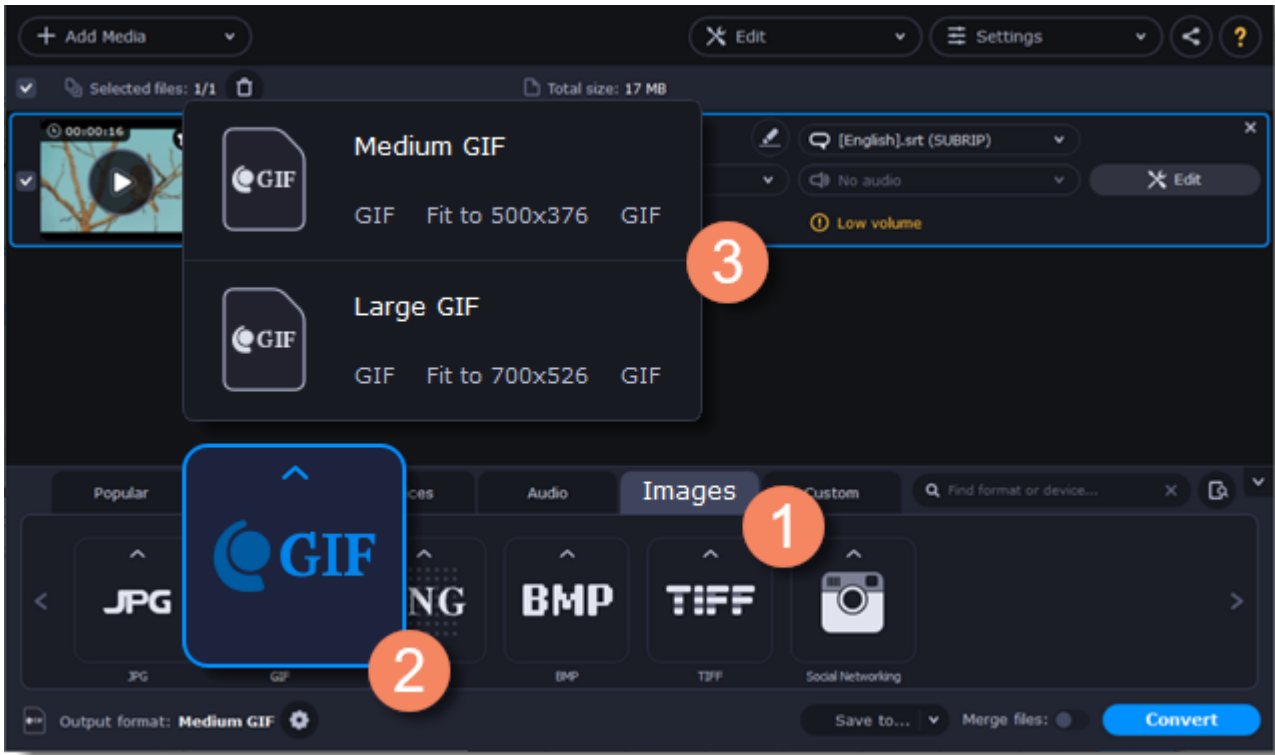 Add Media
Edit
Settings
?
Selected files: 1/1
Total size: 17 MB
00:00:16
Medium GIF
GIF
GIF Fit to 500x376 GIF
[English].srt (SUBRIP)
No audio
Edit
Low volume
3
Large GIF
GIF
GIF Fit to 700x526 GIF
Popular
Audio
Images
Custom
Find format or device...
1
JPG
GIF
NG
BMP
TIFF
2
JPG
GIF
BMP
TIFF
Social Networking
Output format: Medium GIF
Save to...
Merge files:
Convert